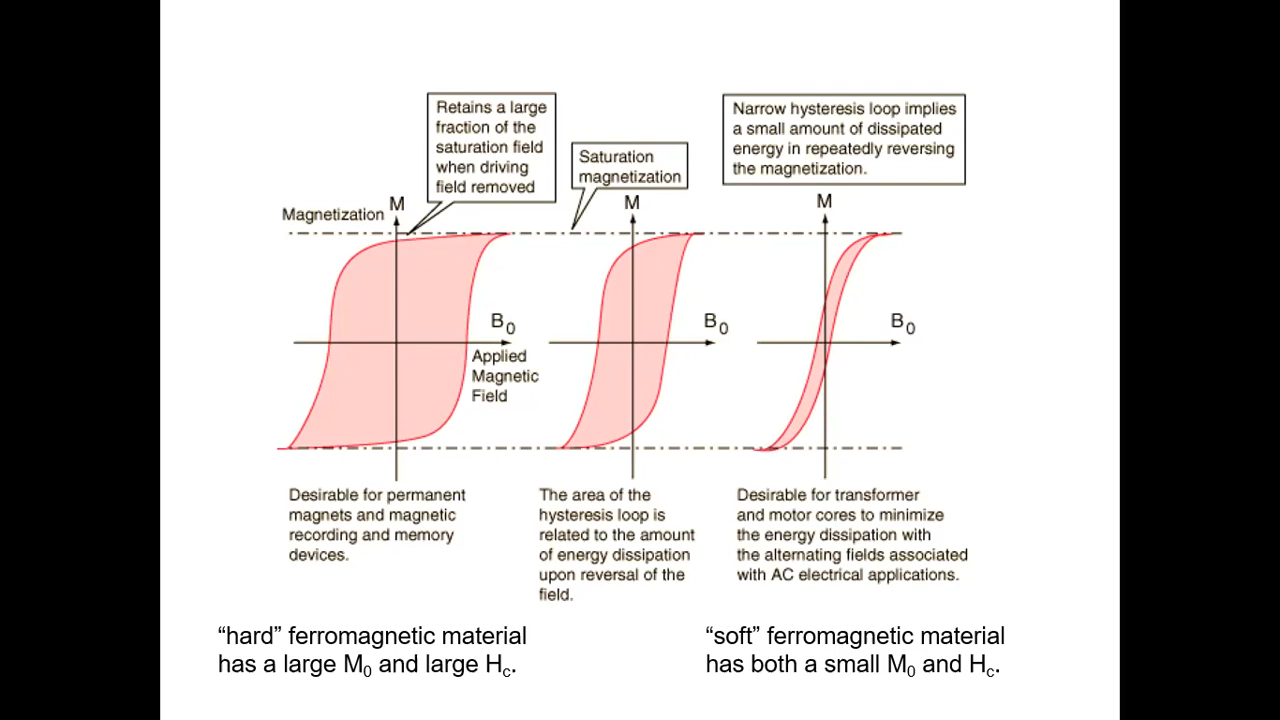 Retains a large
fraction of the
saturation field
when driving
field removed
Saturation
magnetization
Narrow hysteresis loop implies
a small amount of dissipated
energy in repeatedly reversing
the magnetization.
Magnetization
M
M
M
B₀
Applied
Magnetic
Field
B₀
B₀
Desirable for permanent
magnets and magnetic
recording and memory
devices.
The area of the
hysteresis loop is
related to the amount
of energy dissipation
upon reversal of the
field.
Desirable for transformer
and motor cores to minimize
the energy dissipation with
the alternating fields associated
with AC electrical applications.
“hard” ferromagnetic material
has a large M₀ and large H_c.
“soft” ferromagnetic material
has both a small M₀ and H_c.